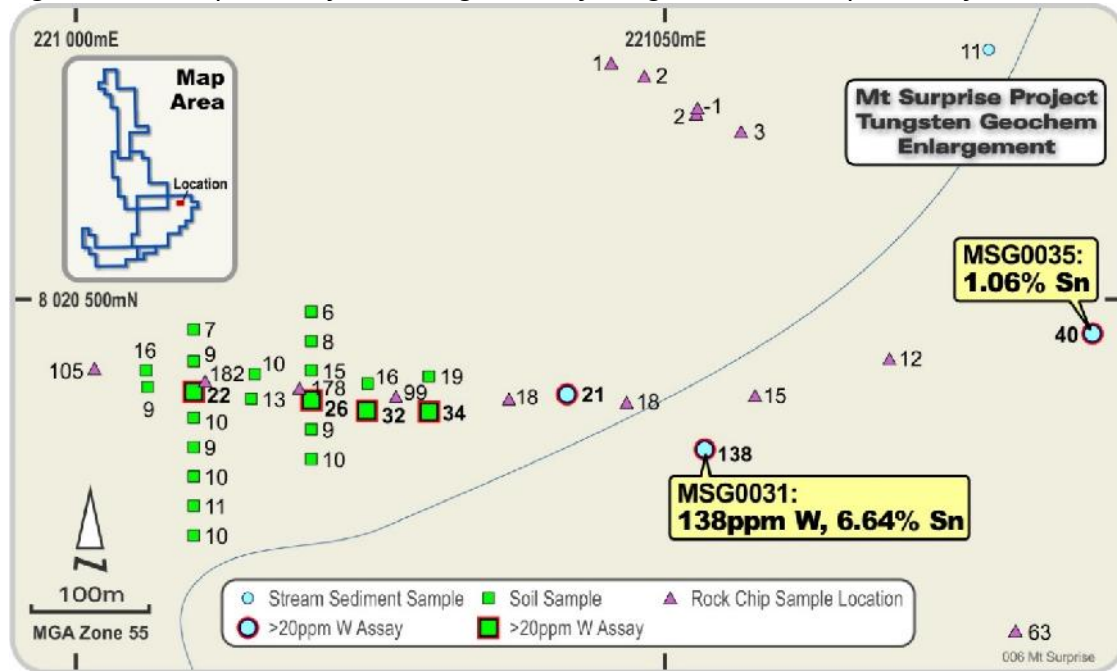 221 000mE
221050mE
Map
Area
Location
1
2
-1
2
3
11
Mt Surprise Project
Tungsten Geochem
Enlargement
MSG0035:
1.06% Sn
8 020 500mN
40
105
16
9
7
9
182
22
10
9
10
11
10
10
13
6
8
15
178
26
9
10
16
99
32
19
34
18
21
18
15
12
138
MSG0031:
138ppm W, 6.64% Sn
N
100m
MGA Zone 55
Stream Sediment Sample
Soil Sample
Rock Chip Sample Location
>20ppm W Assay
>20ppm W Assay
63
006 Mt Surprise